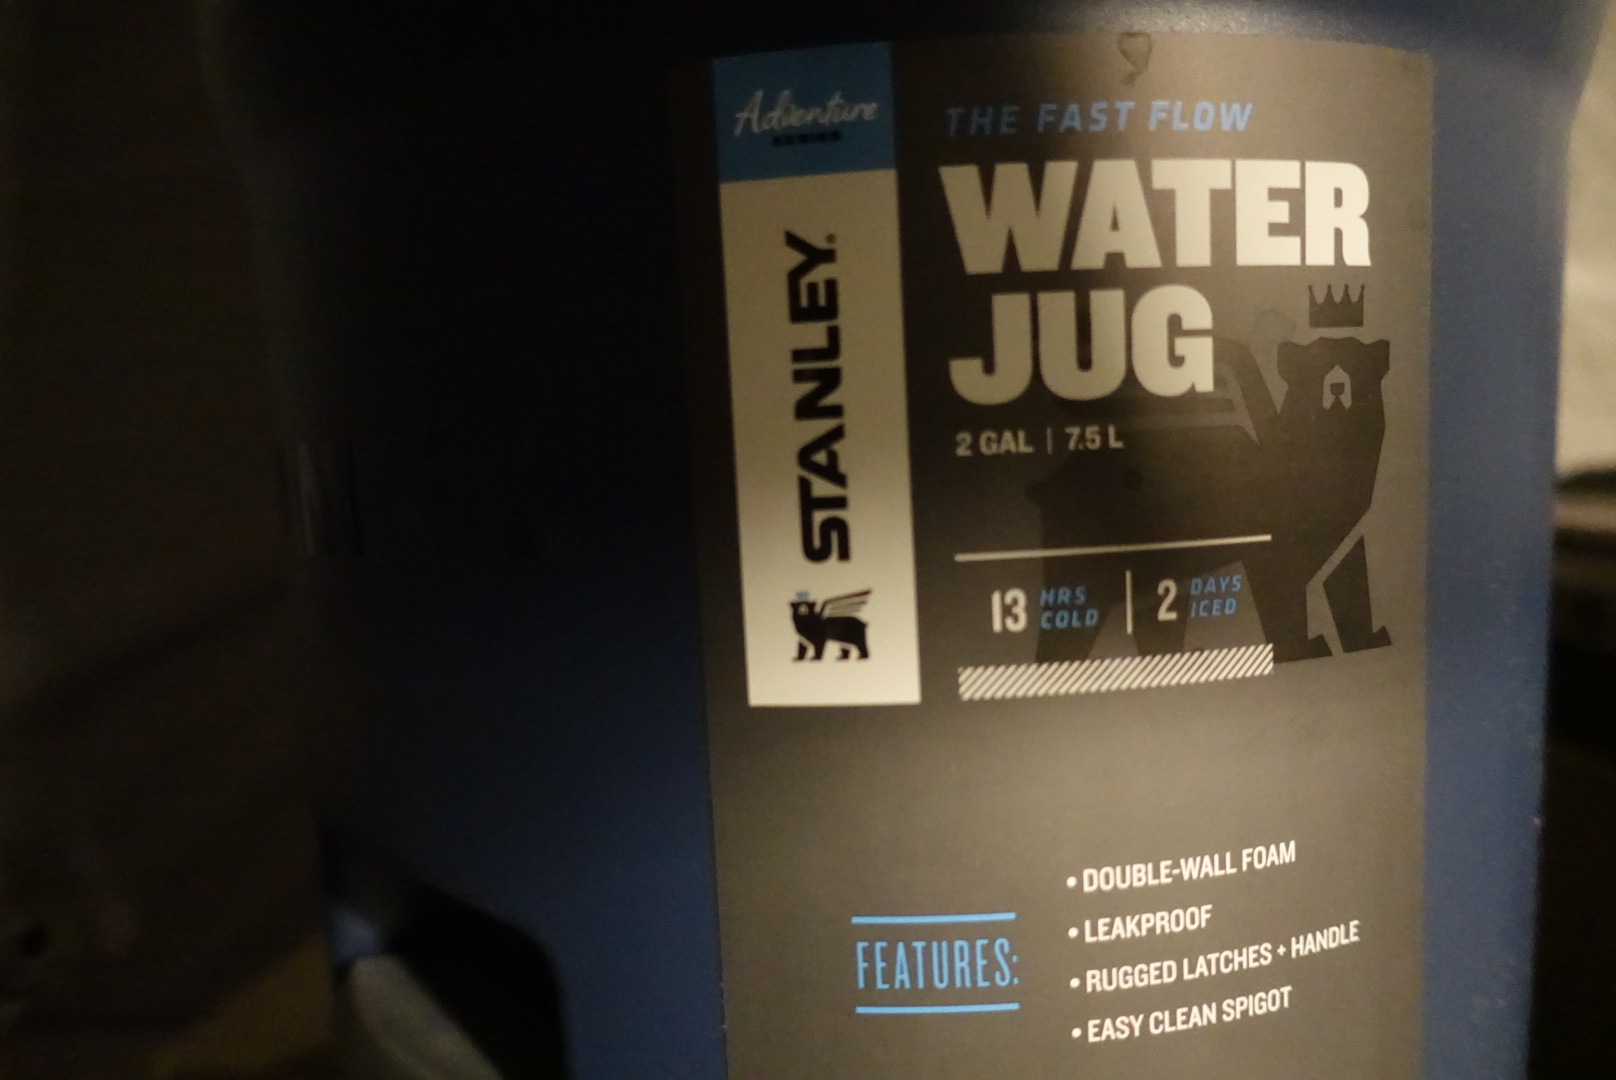 Adventure
SERIES
STANLEY®
THE FAST FLOW
WATER
JUG
2 GAL | 7.5 L
13 HRS COLD | 2 DAYS ICED
FEATURES:
• DOUBLE-WALL FOAM
• LEAKPROOF
• RUGGED LATCHES + HANDLE
• EASY CLEAN SPIGOT